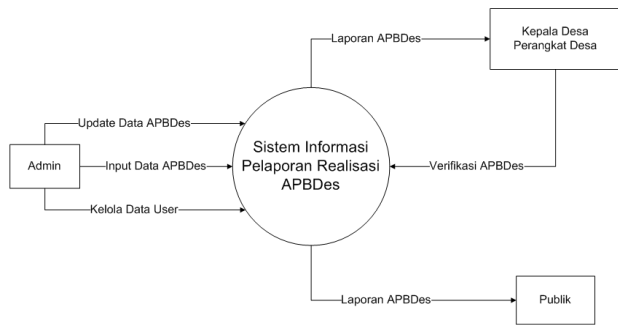 Laporan APBDes
Kepala Desa
Perangkat Desa
Update Data APBDes
Admin
Input Data APBDes
Kelola Data User
Sistem Informasi
Pelaporan Realisasi
APBDes
Verifikasi APBDes
Laporan APBDes
Publik